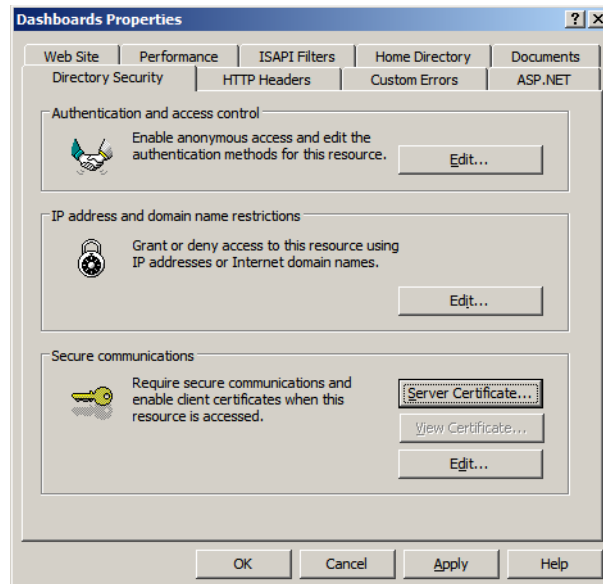 Dashboards Properties
Web Site Performance ISAPI Filters Home Directory Documents
Directory Security HTTP Headers Custom Errors ASP.NET
Authentication and access control
Enable anonymous access and edit the
authentication methods for this resource.
Edit...
IP address and domain name restrictions
Grant or deny access to this resource using
IP addresses or Internet domain names.
Edit...
Secure communications
Require secure communications and
enable client certificates when this
resource is accessed.
Server Certificate...
View Certificate...
Edit...
OK Cancel Apply Help